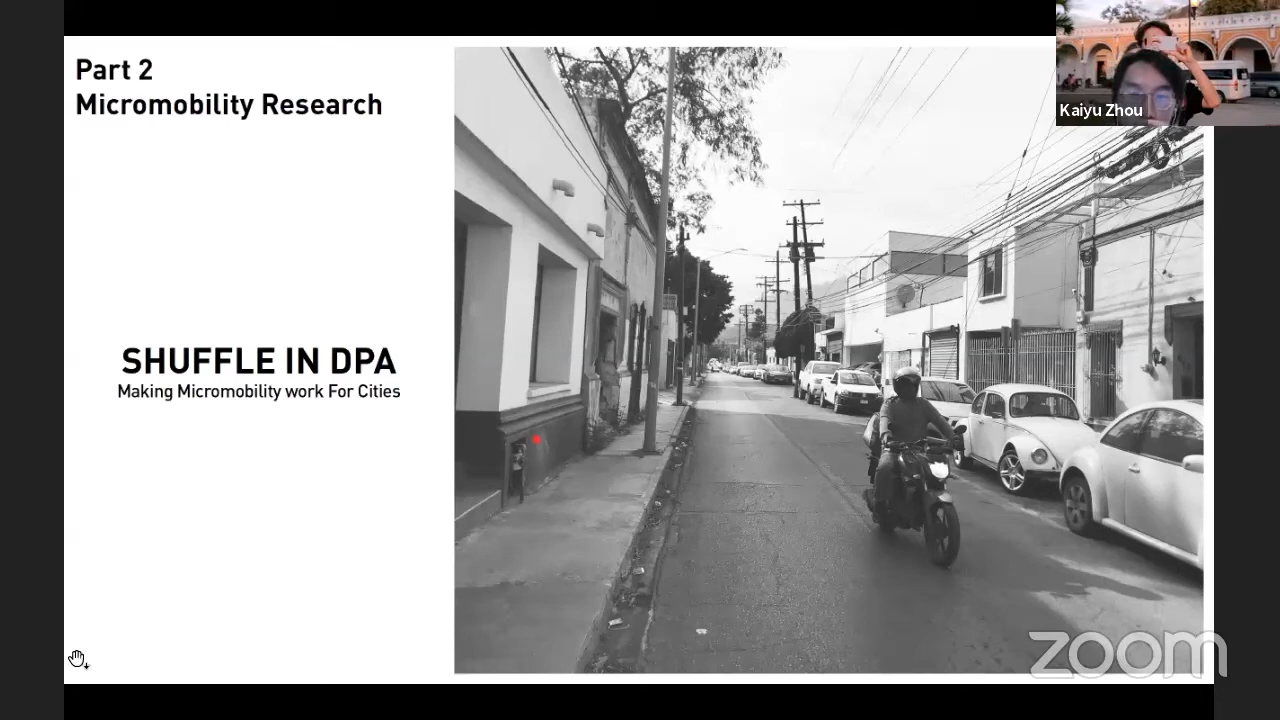 Part 2
Micromobility Research
Kaiyu Zhou
SHUFFLE IN DPA
Making Micromobility work For Cities
zoom